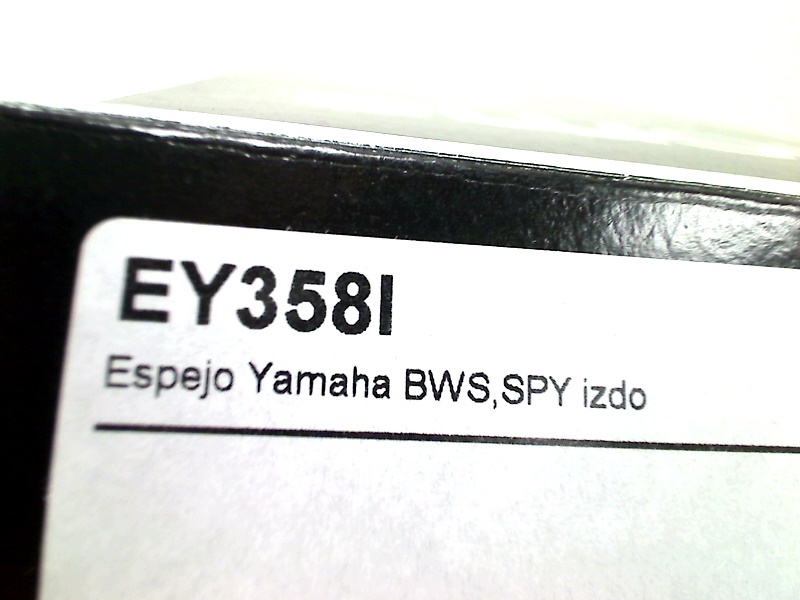 EY358I
Espejo Yamaha BWS,SPY izdo